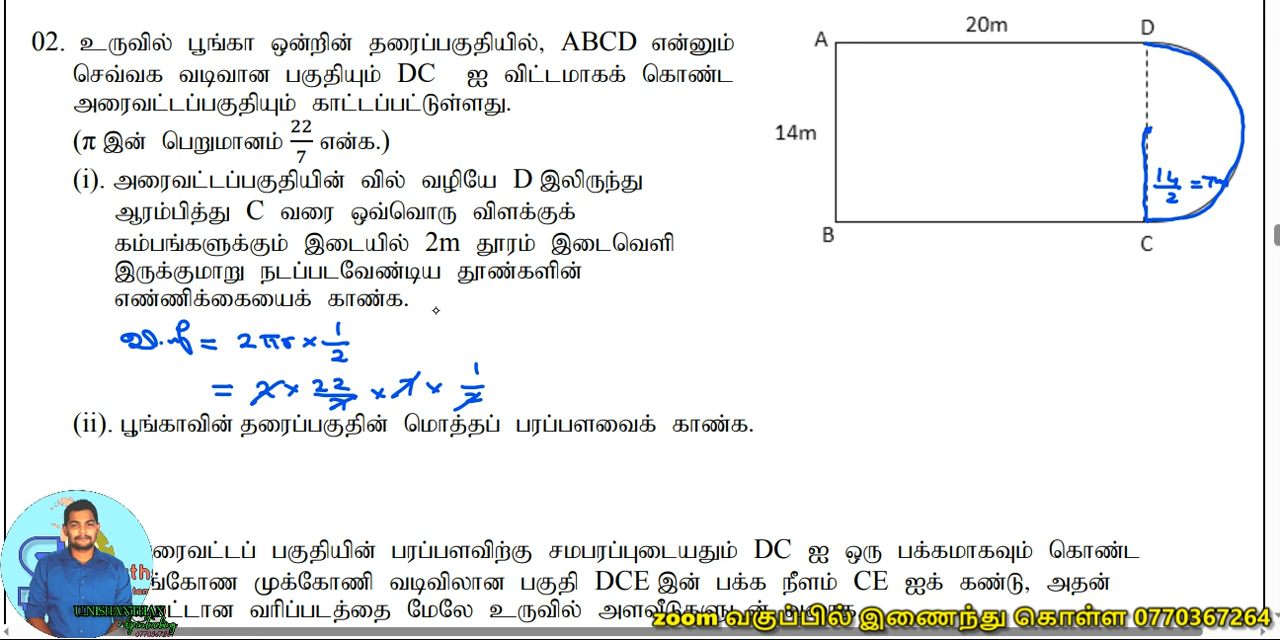 02. உருவில் பூங்கா ஒன்றின் தரைப்பகுதியில், ABCD என்னும்
செவ்வக வடிவான பகுதியும் DC ஐ விட்டமாகக் கொண்ட
அரைவட்டப்பகுதியும் காட்டப்பட்டுள்ளது.
(π இன் பெறுமானம் 22/7 என்க.)
(i). அரைவட்டப்பகுதியின் வில் வழியே D இலிருந்து
ஆரம்பித்து C வரை ஒவ்வொரு விளக்குக்
கம்பங்களுக்கும் இடையில் 2m தூரம் இடைவெளி
இருக்குமாறு நடப்படவேண்டிய தூண்களின்
எண்ணிக்கையைக் காண்க.
= 2πr × 1/2
= 2 × 22/7 × 7 × 1/2
(ii). பூங்காவின் தரைப்பகுதின் மொத்தப் பரப்பளவைக் காண்க.
ரைவட்டப் பகுதியின் பரப்பளவிற்கு சமபரப்புடையதும் DC ஐ ஒரு பக்கமாகவும் கொண்ட
ங்கோண முக்கோணி வடிவிலான பகுதி DCE இன் பக்க நீளம் CE ஐக் கண்டு, அதன்
ட்டான வரிப்படத்தை மேலே உருவில் அளவீடுகளுடன்
A
20m
D
14m
14/2 = 7m
B
C
U.NISHANTHAN
0770367264
zoom வகுப்பில் இணைந்து கொள்ள 0770367264